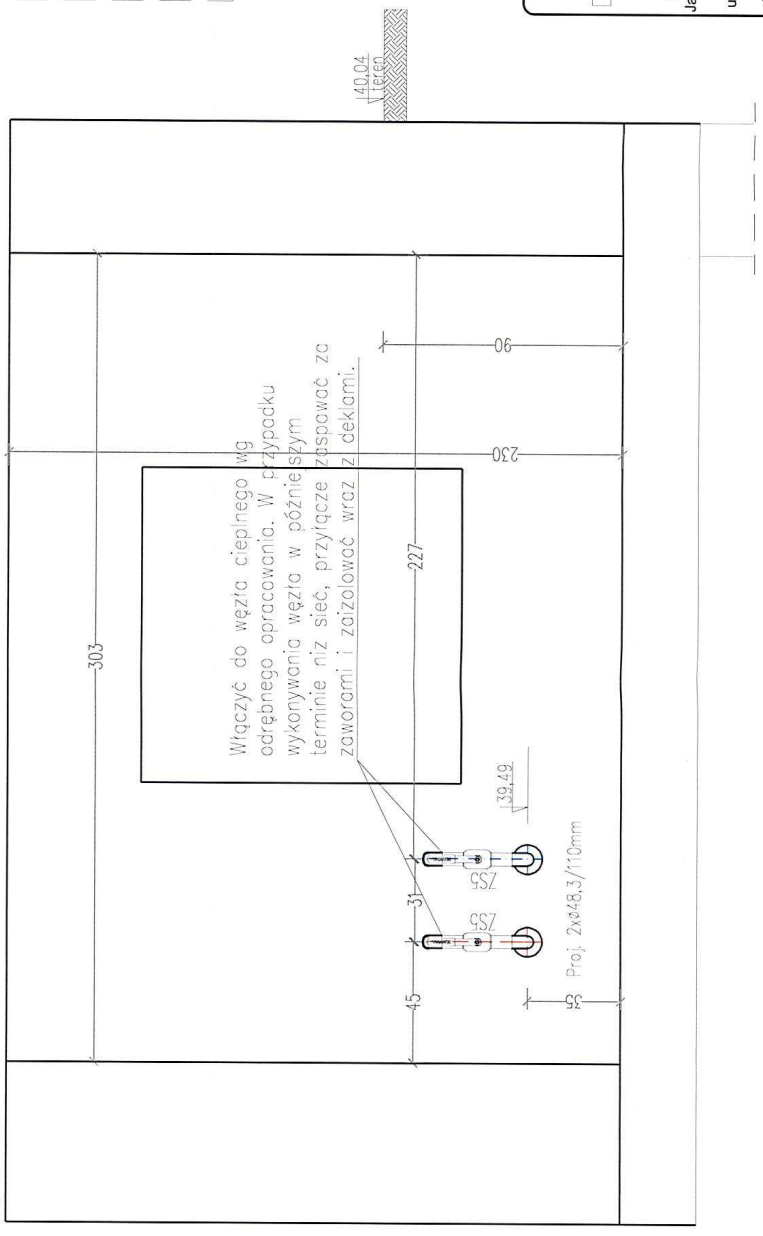 40,04
teren
303
Włączyć do węzła cieplnego wg
odrębnego opracowania. W przypadku
wykonywania węzła w późniejszym
terminie niz sieć, przyłącze zaspawać za
zaworami i zaizolować wraz z deklami.
90
230
227
39,49
31
45
ZS5
ZS5
35
Proj. 2xø48,3/110mm
Ja
u